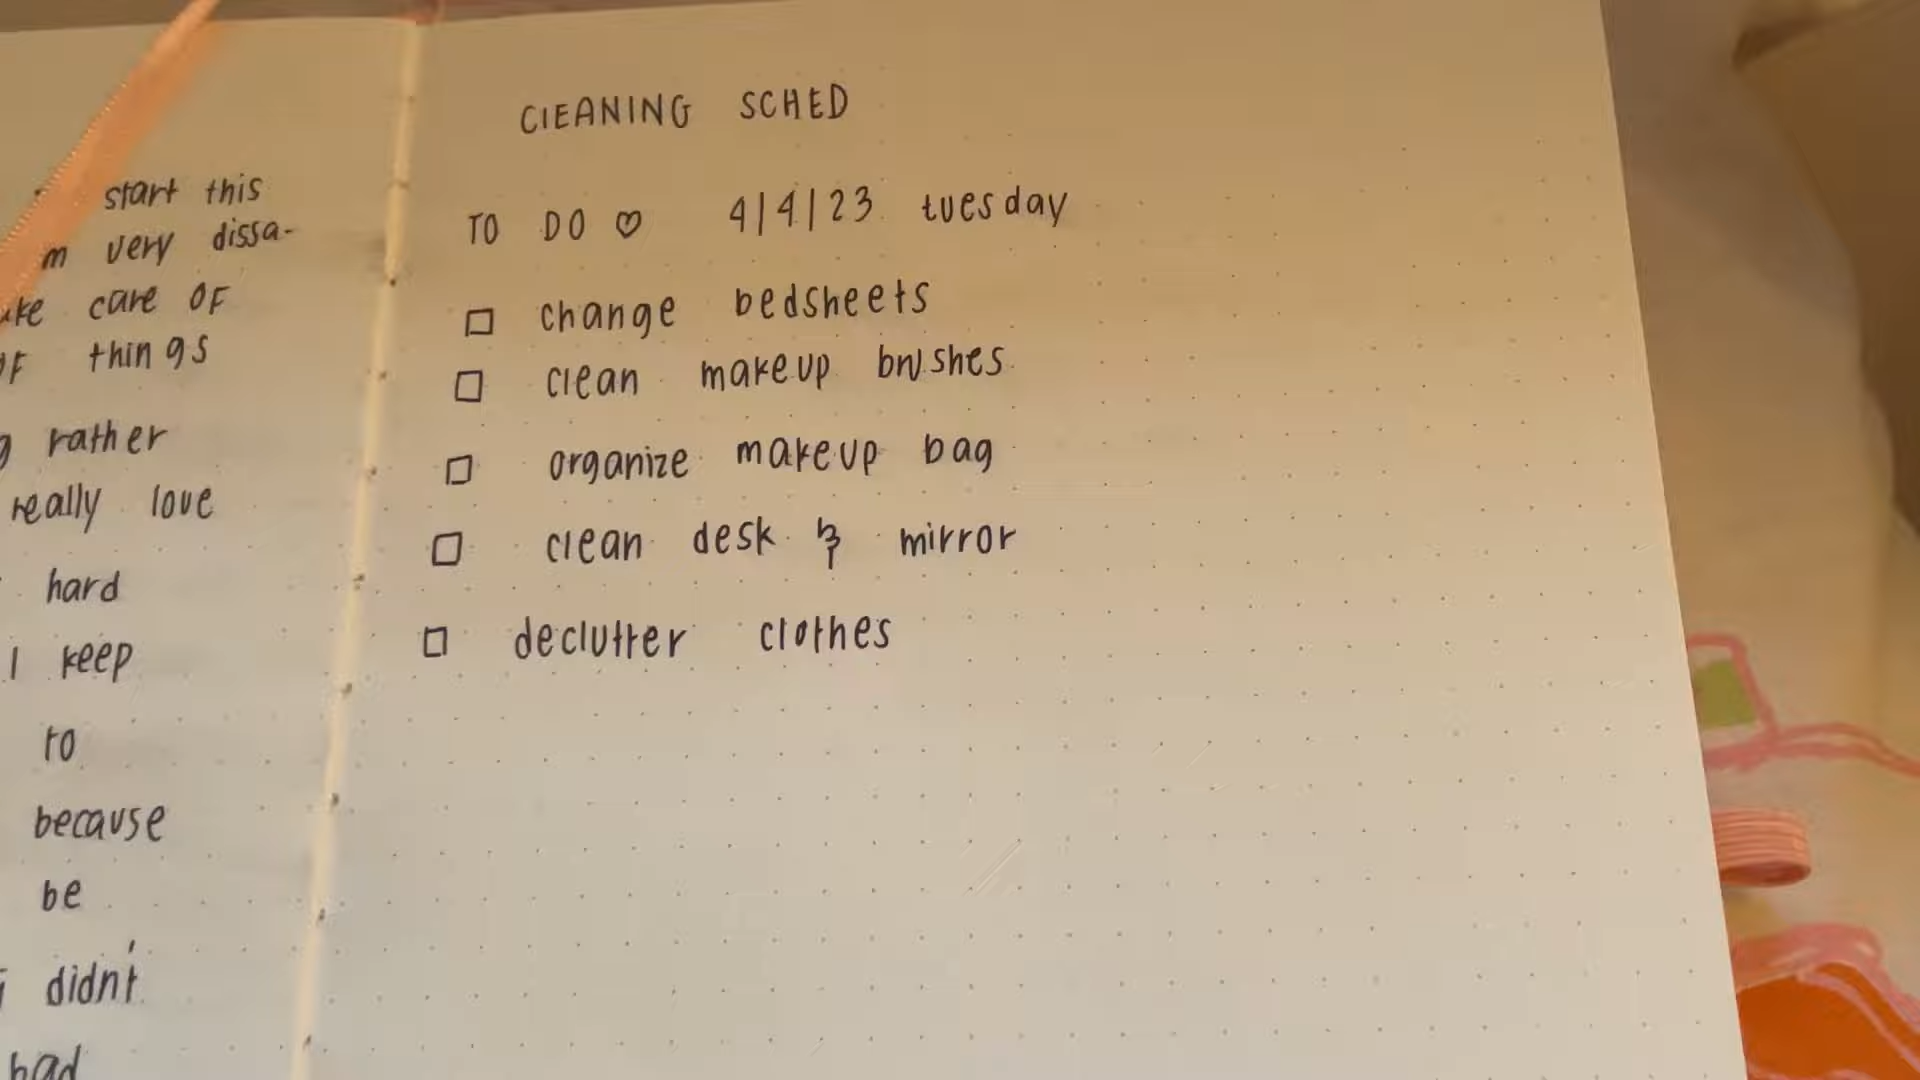 start this
very dissa-
care OF
things
rather
really love
hard
I keep
to
because
be
didn't
had
CLEANING SCHED
TO DO ♡ 4/4/23 tuesday
□ change bedsheets
□ clean makeup brushes
□ organize makeup bag
□ clean desk & mirror
□ declutter clothes